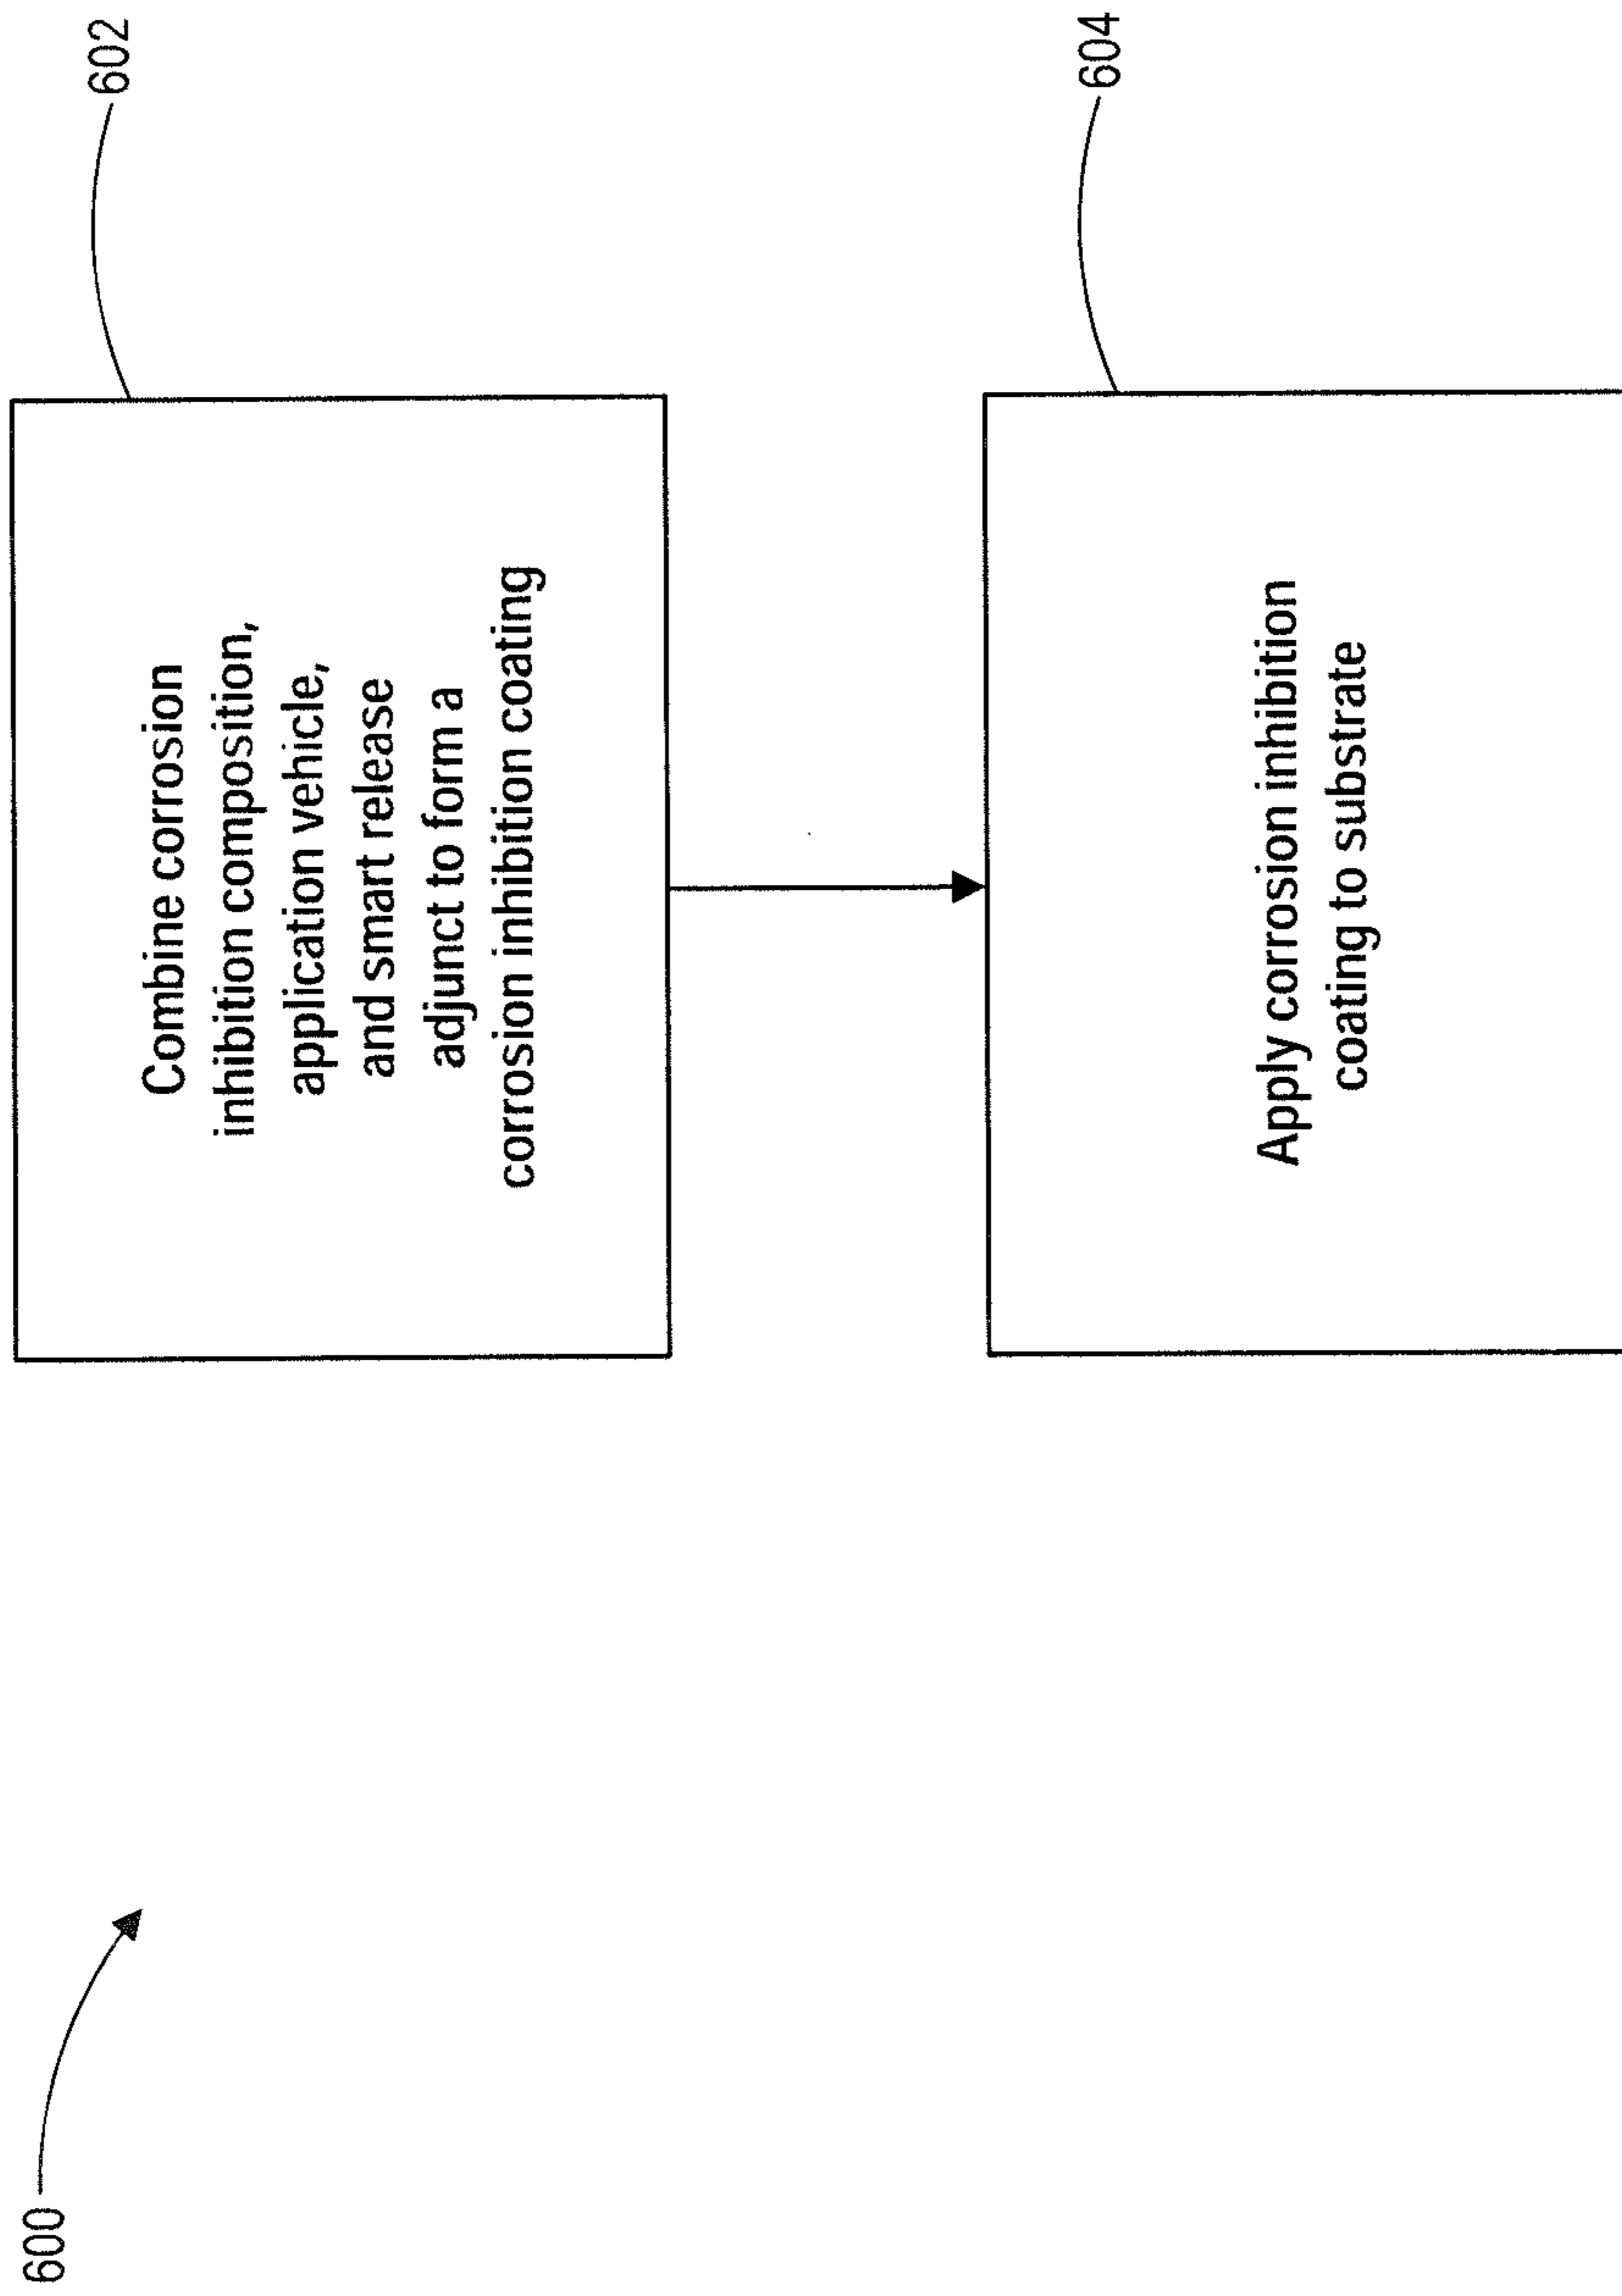 600
602
Combine corrosion
inhibition composition,
application vehicle,
and smart release
adjunct to form a
corrosion inhibition coating
604
Apply corrosion inhibition
coating to substrate